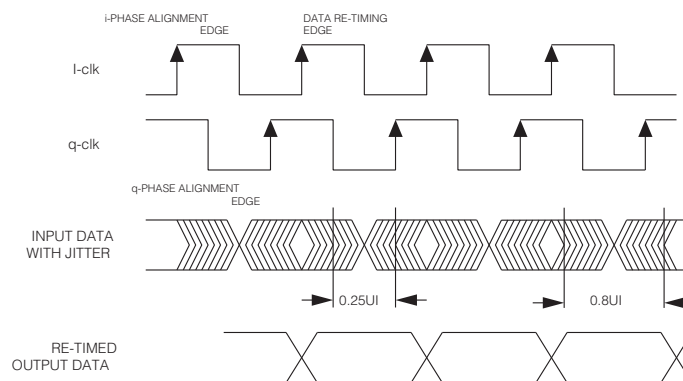 i-PHASE ALIGNMENT
EDGE
DATA RE-TIMING
EDGE
I-clk
q-clk
q-PHASE ALIGNMENT
EDGE
INPUT DATA
WITH JITTER
0.25UI
0.8UI
RE-TIMED
OUTPUT DATA